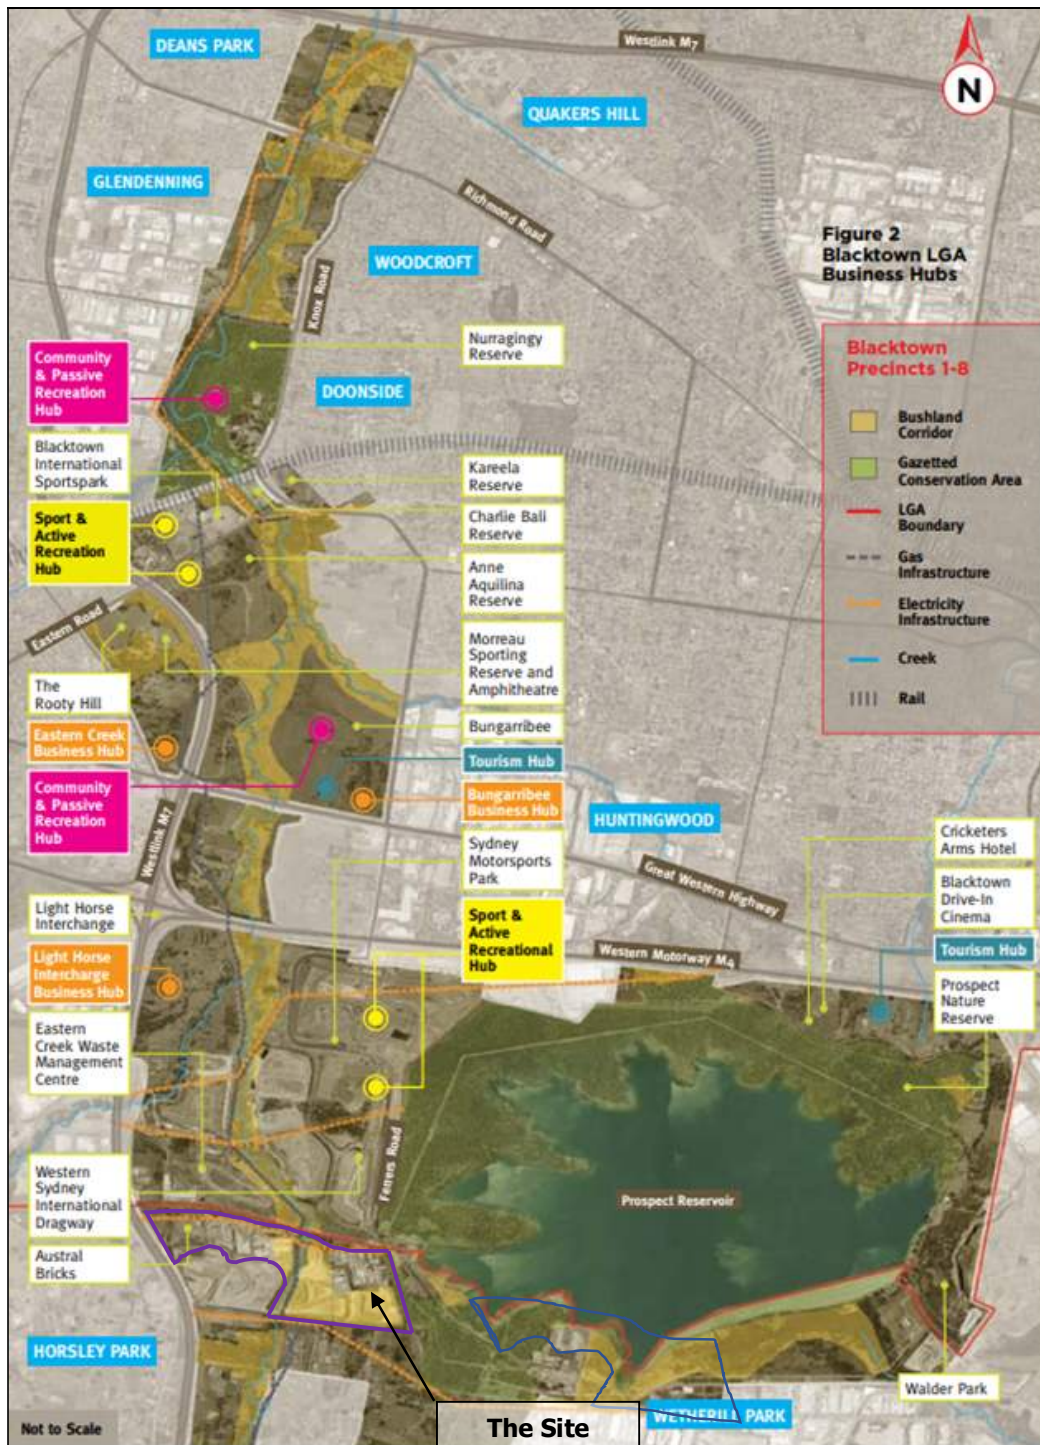 DEANS PARK
Westlink M7
N
QUAKERS HILL
GLENDENNING
Richmond Road
Figure 2
Blacktown LGA
Business Hubs
WOODCROFT
Knox Road
Nurragingy
Reserve
Blacktown
Precincts 1-8
Community
& Passive
Recreation
Hub
DOONSIDE
Bushland
Corridor
Blacktown
International
Sportspark
Kareela
Reserve
Gazetted
Conservation Area
Sport &
Active
Recreation
Hub
Charlie Bali
Reserve
LGA
Boundary
Anne
Aquilina
Reserve
Gas
Infrastructure
Eastern Road
Electricity
Infrastructure
Morreau
Sporting
Reserve and
Amphitheatre
Creek
The
Rooty Hill
Rail
Bungarribee
Eastern Creek
Business Hub
Tourism Hub
Community
& Passive
Recreation
Hub
Bungarribee
Business Hub
HUNTINGWOOD
Westlink M7
Sydney
Motorsports
Park
Great Western Highway
Cricketers
Arms Hotel
Blacktown
Drive-In
Cinema
Light Horse
Interchange
Sport &
Active
Recreational
Hub
Western Motorway M4
Tourism Hub
Light Horse
Intercharge
Business Hub
Prospect
Nature
Reserve
Eastern
Creek Waste
Management
Centre
Ferrers Road
Western
Sydney
International
Dragway
Prospect Reservoir
Austral
Bricks
HORSLEY PARK
Walder Park
WETHERILL PARK
Not to Scale
The Site